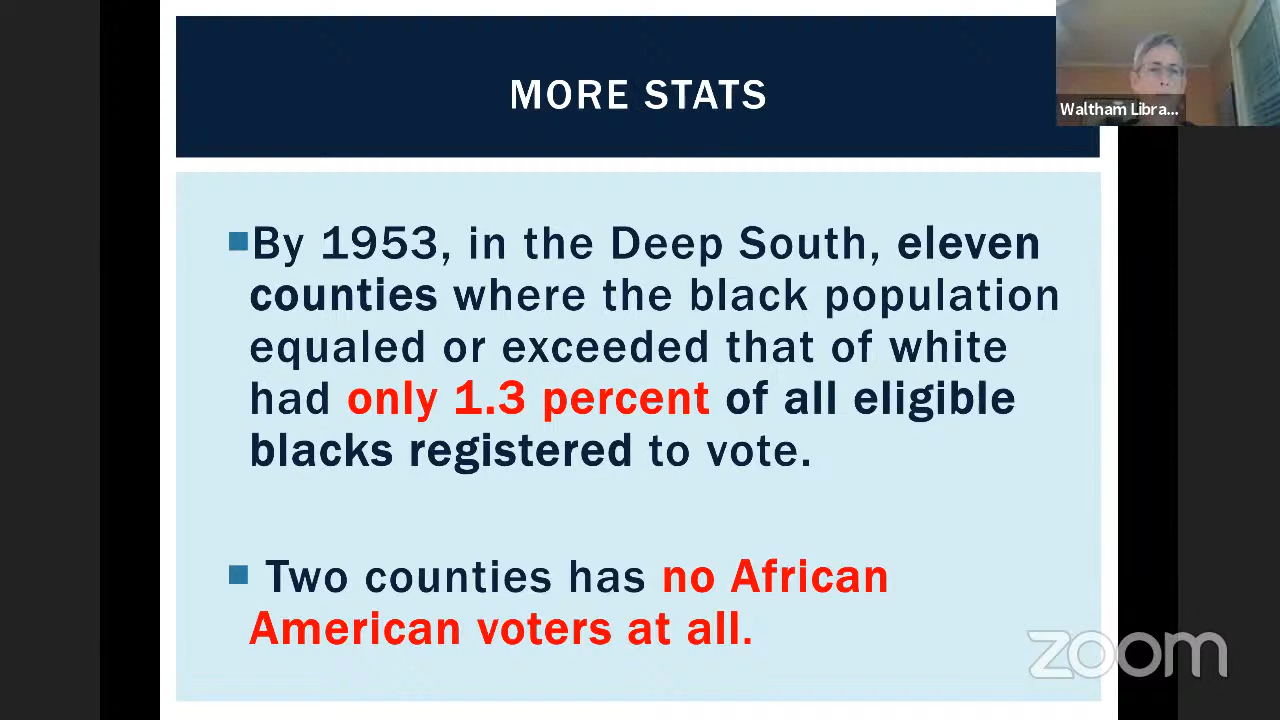 MORE STATS
Waltham Libra...
■By 1953, in the Deep South, eleven
counties where the black population
equaled or exceeded that of white
had only 1.3 percent of all eligible
blacks registered to vote.
■ Two counties has no African
American voters at all.
zoom